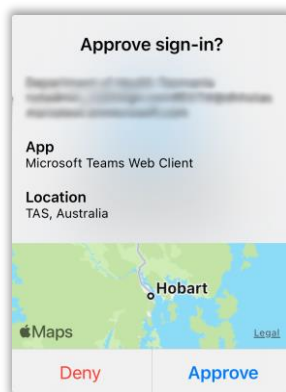 Approve sign-in?
App
Microsoft Teams Web Client
Location
TAS, Australia
Hobart
Maps
Legal
Deny
Approve